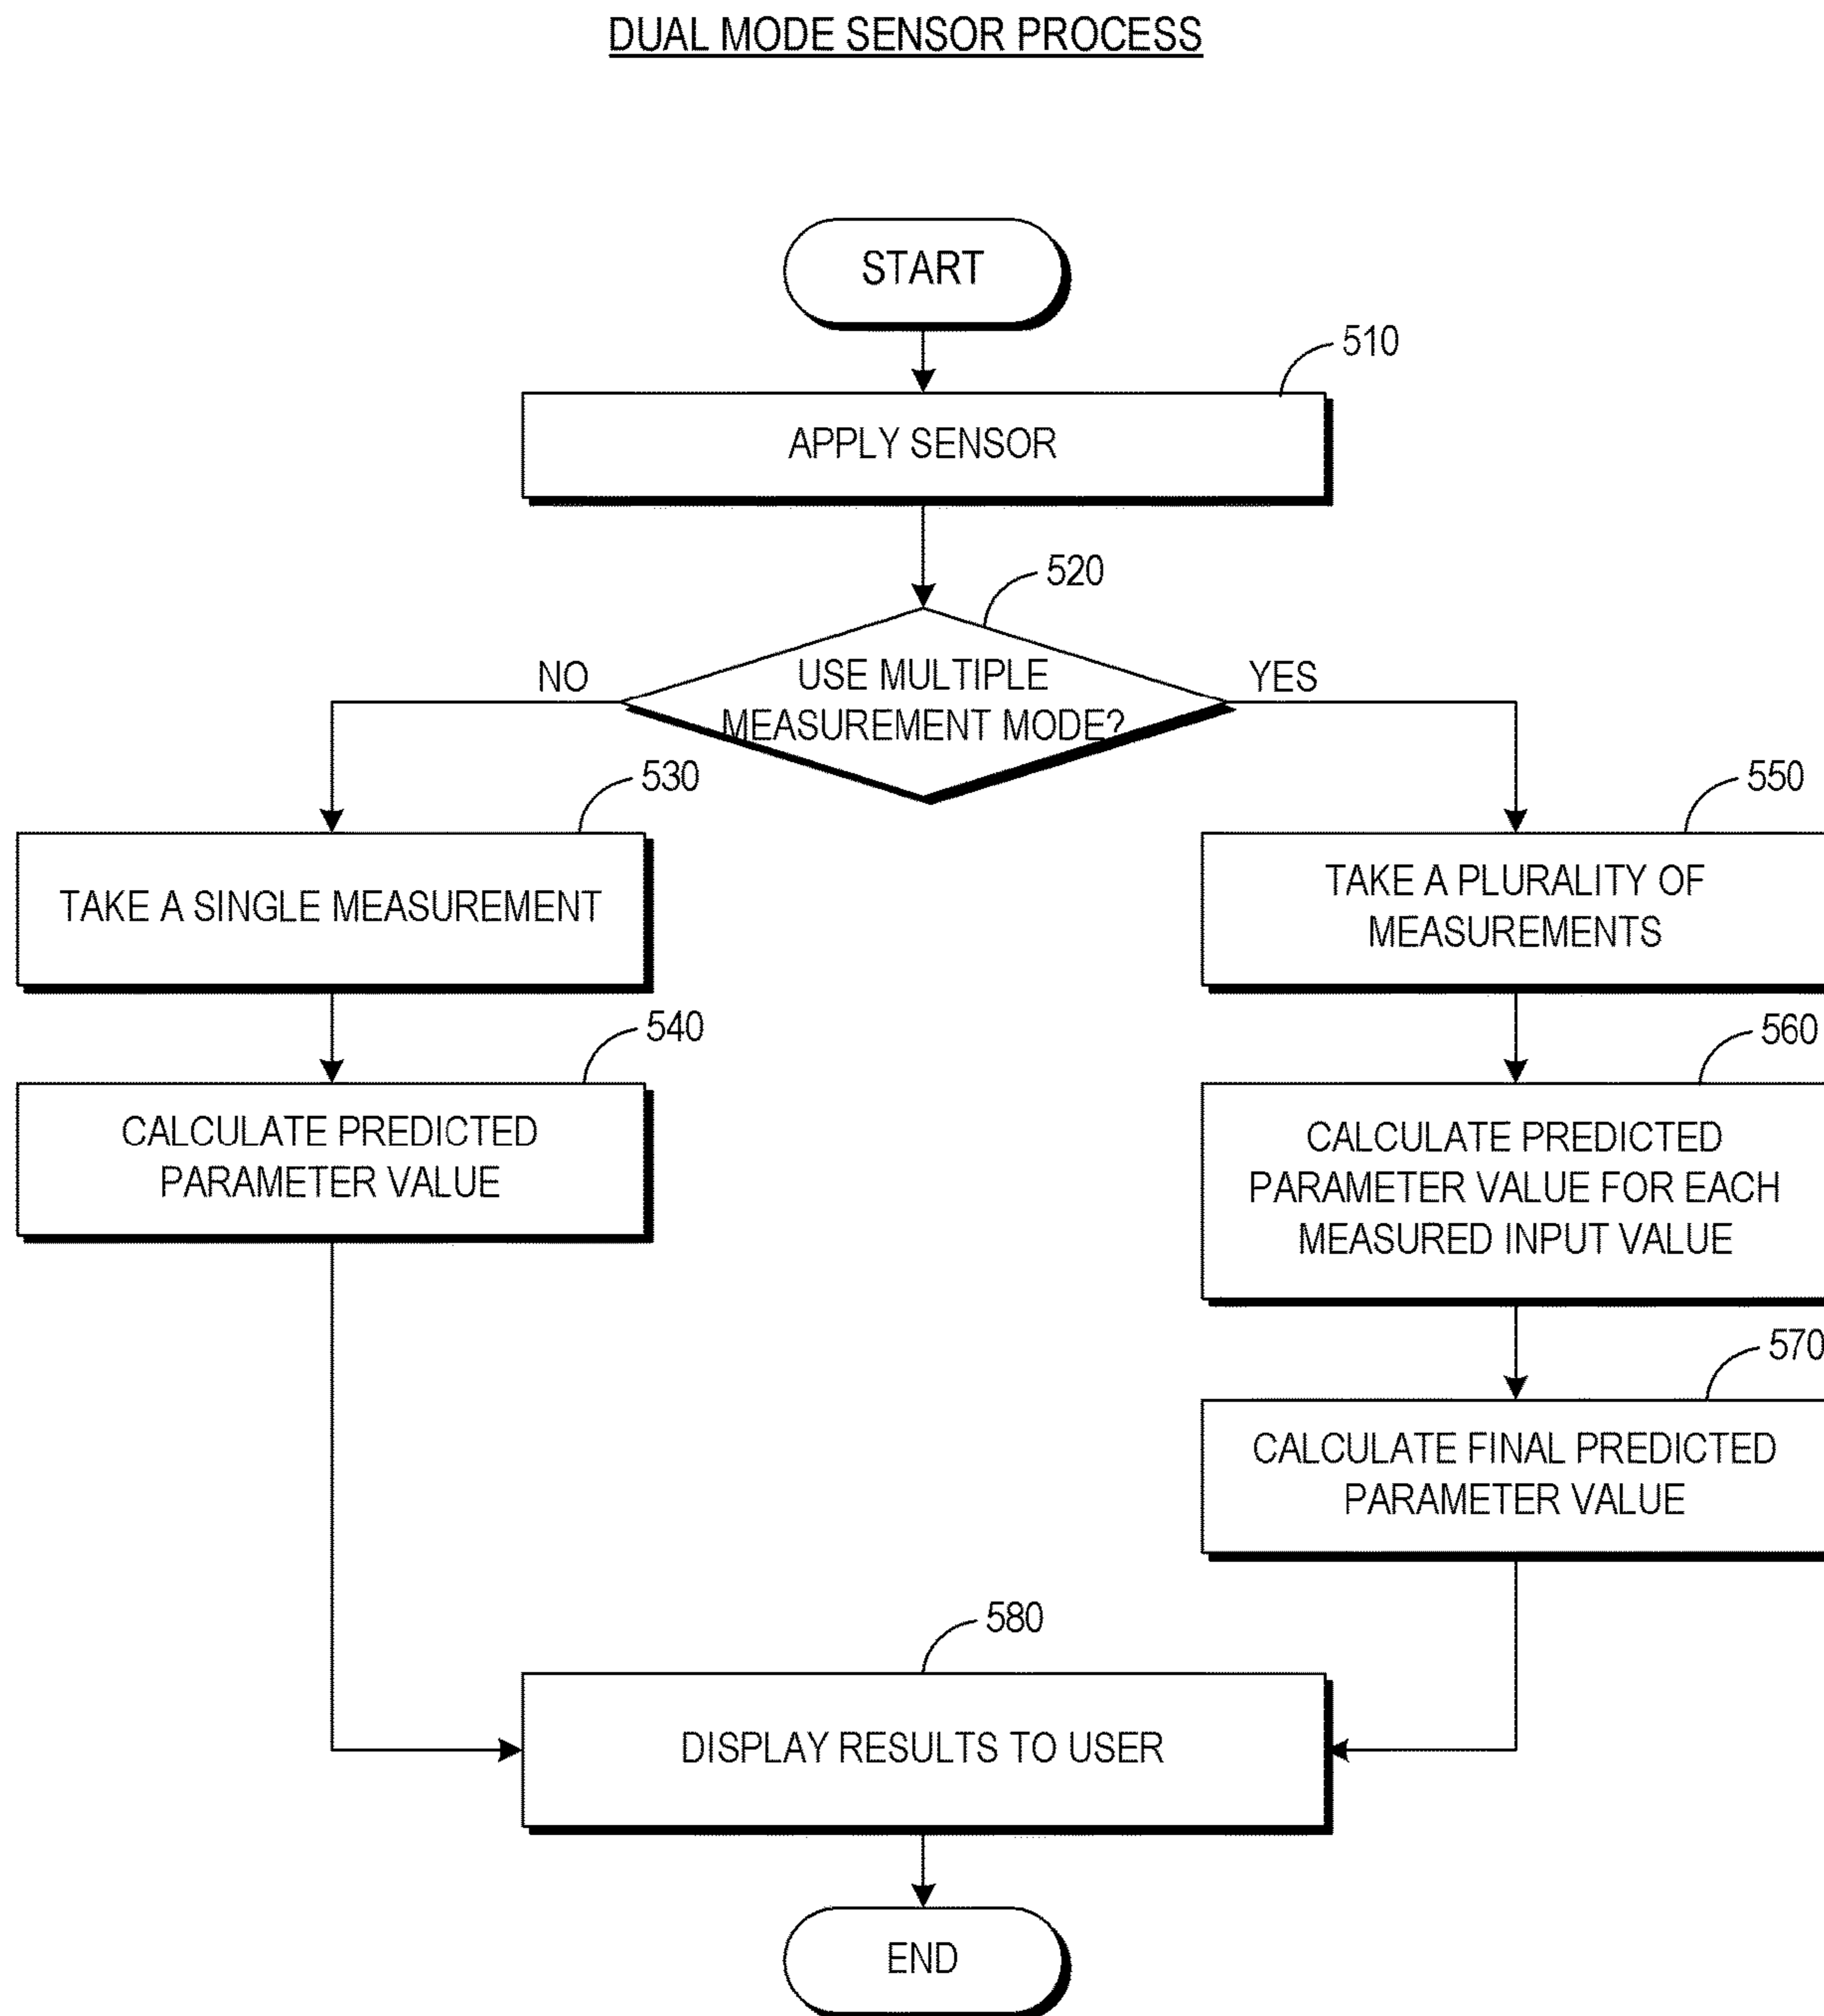 DUAL MODE SENSOR PROCESS
START
510
APPLY SENSOR
520
USE MULTIPLE
MEASUREMENT MODE?
NO
YES
530
TAKE A SINGLE MEASUREMENT
550
TAKE A PLURALITY OF
MEASUREMENTS
540
CALCULATE PREDICTED
PARAMETER VALUE
560
CALCULATE PREDICTED
PARAMETER VALUE FOR EACH
MEASURED INPUT VALUE
570
CALCULATE FINAL PREDICTED
PARAMETER VALUE
580
DISPLAY RESULTS TO USER
END